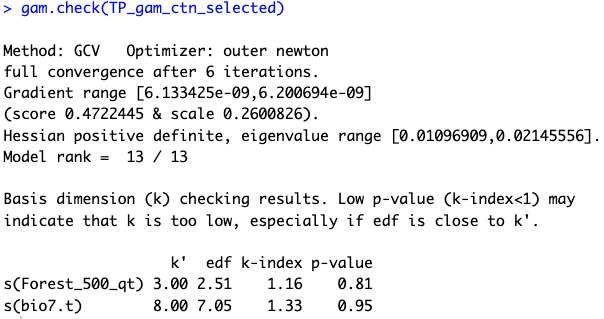 > gam.check(TP_gam_ctn_selected)
Method: GCV   Optimizer: outer newton
full convergence after 6 iterations.
Gradient range [6.133425e-09,6.200694e-09]
(score 0.4722445 & scale 0.2600826).
Hessian positive definite, eigenvalue range [0.01096909,0.02145556].
Model rank =  13 / 13
Basis dimension (k) checking results. Low p-value (k-index<1) may
indicate that k is too low, especially if edf is close to k'.
k'  edf k-index p-value
s(Forest_500_qt) 3.00 2.51    1.16    0.81
s(bio7.t)        8.00 7.05    1.33    0.95